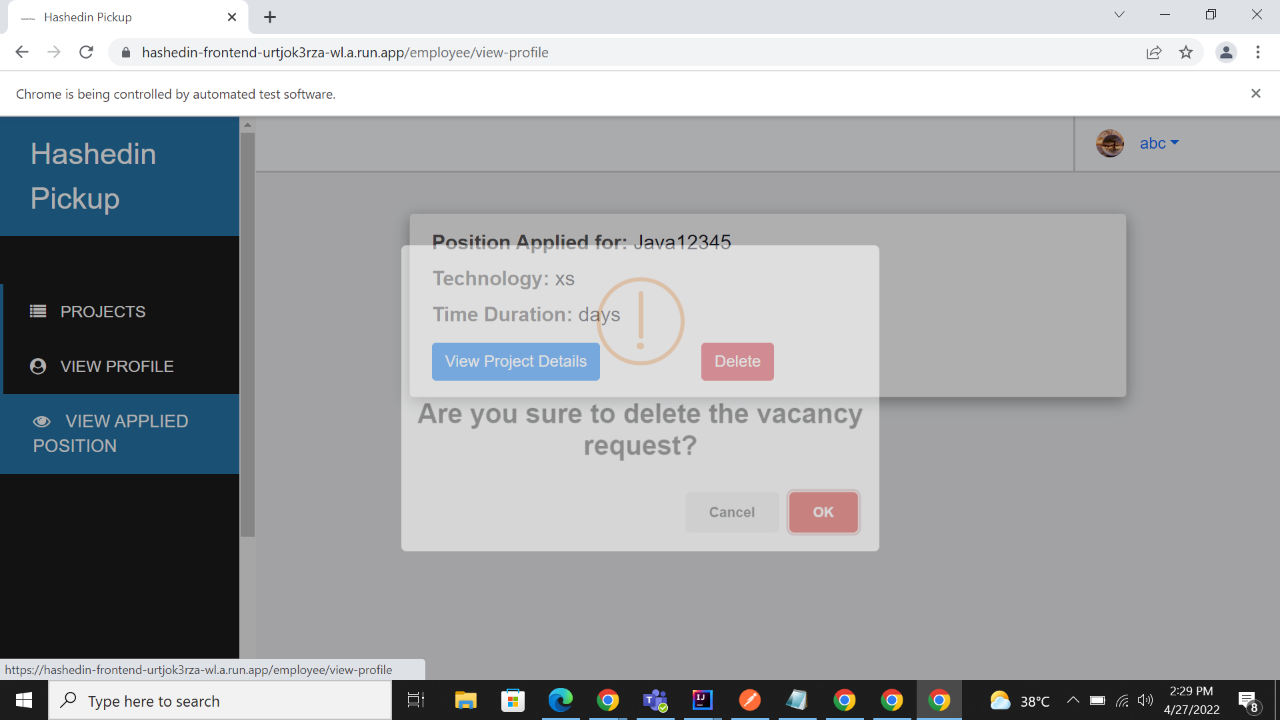 Hashedin Pickup
hashedin-frontend-urtjok3rza-wl.a.run.app/employee/view-profile
Chrome is being controlled by automated test software.
Hashedin
Pickup
abc
PROJECTS
VIEW PROFILE
VIEW APPLIED
POSITION
Position Applied for: Java12345
Technology: xs
Time Duration: days
View Project Details
Delete
Are you sure to delete the vacancy
request?
Cancel
OK
https://hashedin-frontend-urtjok3rza-wl.a.run.app/employee/view-profile
Type here to search
38°C
2:29 PM
4/27/2022
8